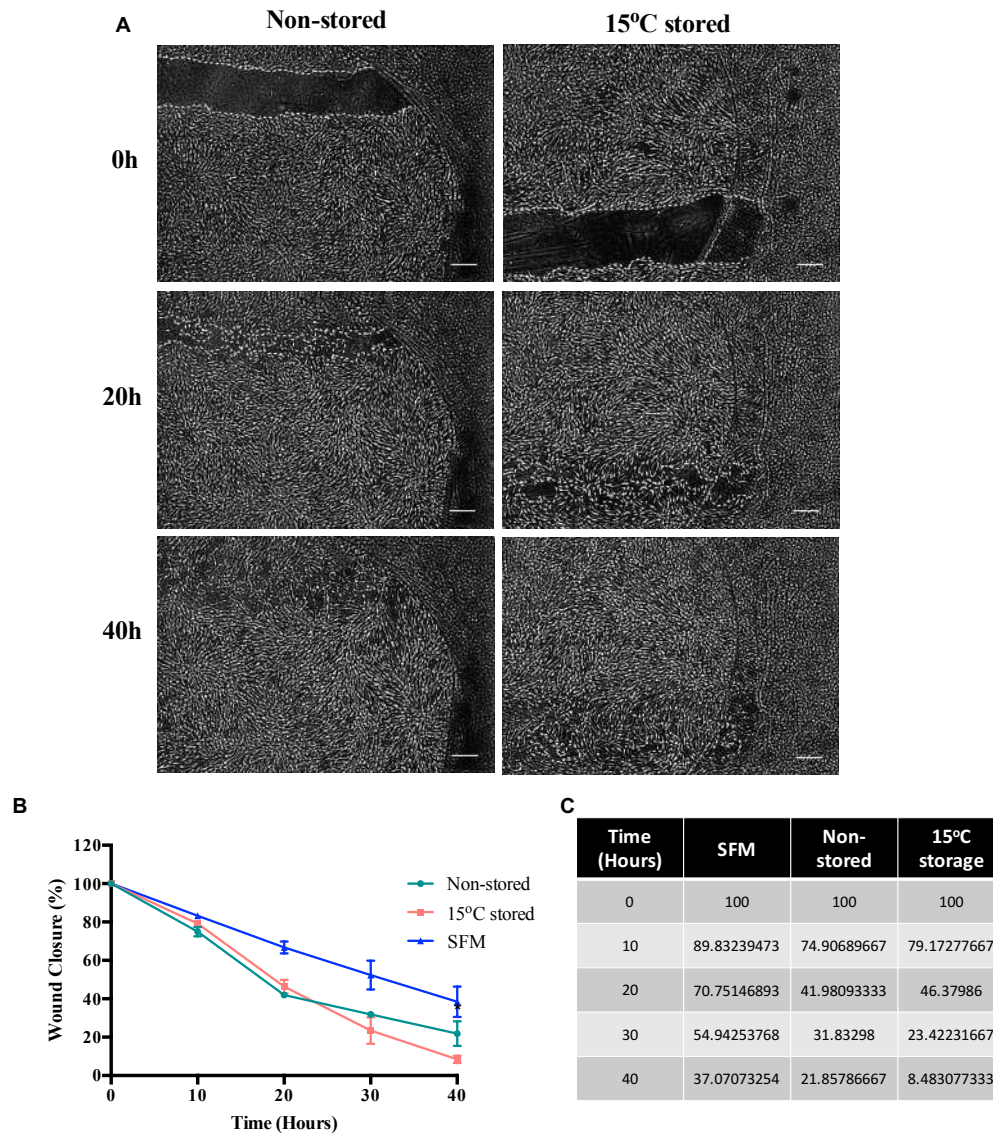 A
Non-stored
15°C stored
0h
20h
40h
B
Wound Closure (%)
120
100
80
60
40
20
0
0 10 20 30 40
Time (Hours)
Non-stored
15°C stored
SFM
*
C
Time (Hours) SFM Non-stored 15°C storage
0 100 100 100
10 89.83239473 74.90689667 79.17277667
20 70.75146893 41.98093333 46.37986
30 54.94253768 31.83298 23.42231667
40 37.07073254 21.85786667 8.483077333